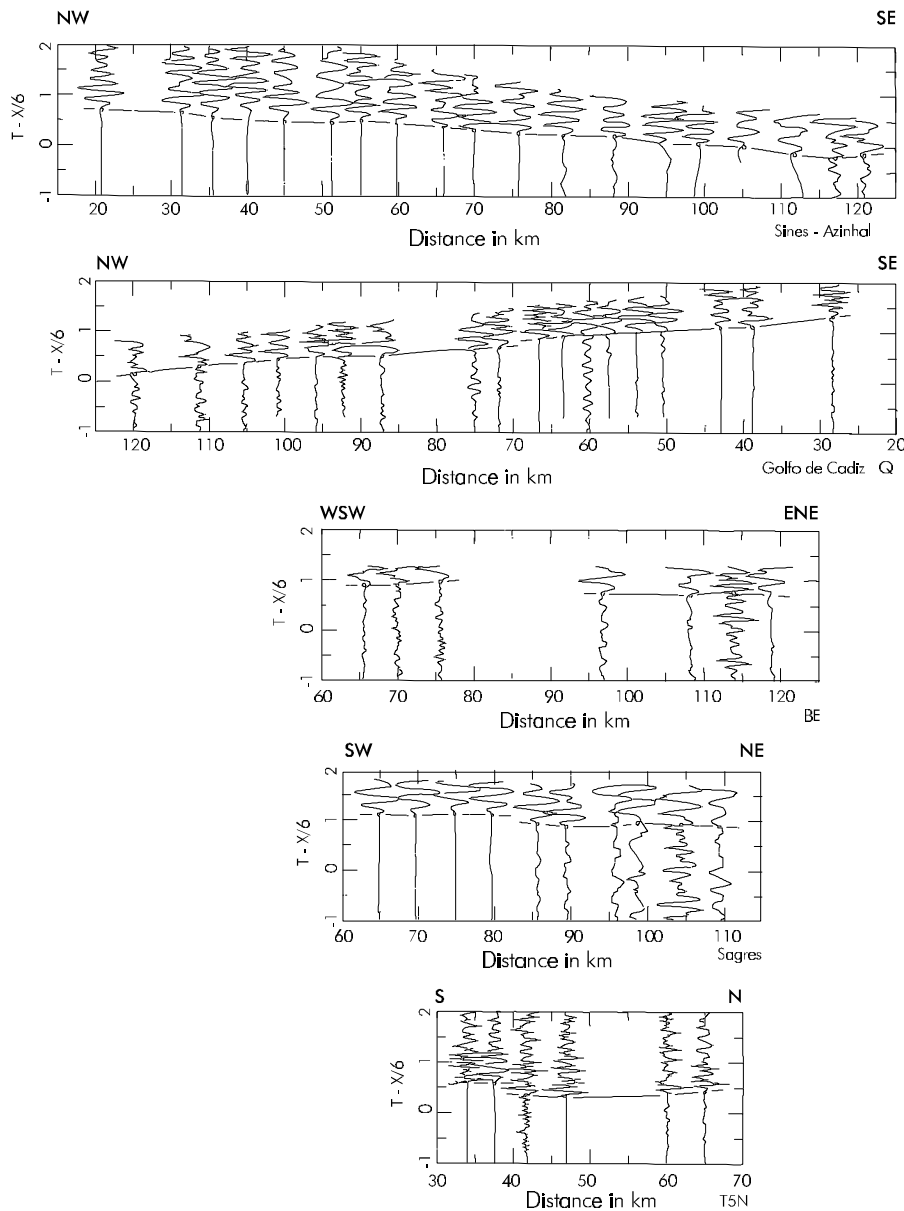 NW SE
2
1
0
-1
T - X/6
20 30 40 50 60 70 80 90 100 110 120
Distance in km
Sines - Azinhal
NW SE
2
1
0
-1
T - X/6
120 110 100 90 80 70 60 50 40 30 20
Distance in km
Golfo de Cadiz Q
WSW ENE
2
1
0
-1
T - X/6
60 70 80 90 100 110 120
Distance in km
BE
SW NE
2
1
0
-1
T - X/6
60 70 80 90 100 110
Distance in km
Sagres
S N
2
1
0
-1
T - X/6
30 40 50 60 70
Distance in km
T5N